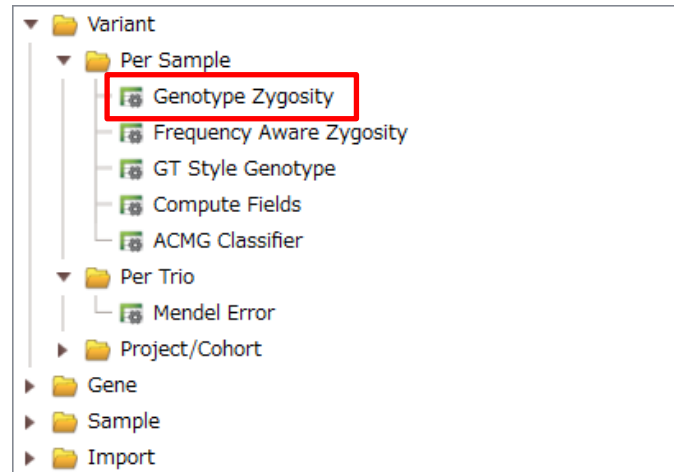 Variant
Per Sample
Genotype Zygosity
Frequency Aware Zygosity
GT Style Genotype
Compute Fields
ACMG Classifier
Per Trio
Mendel Error
Project/Cohort
Gene
Sample
Import